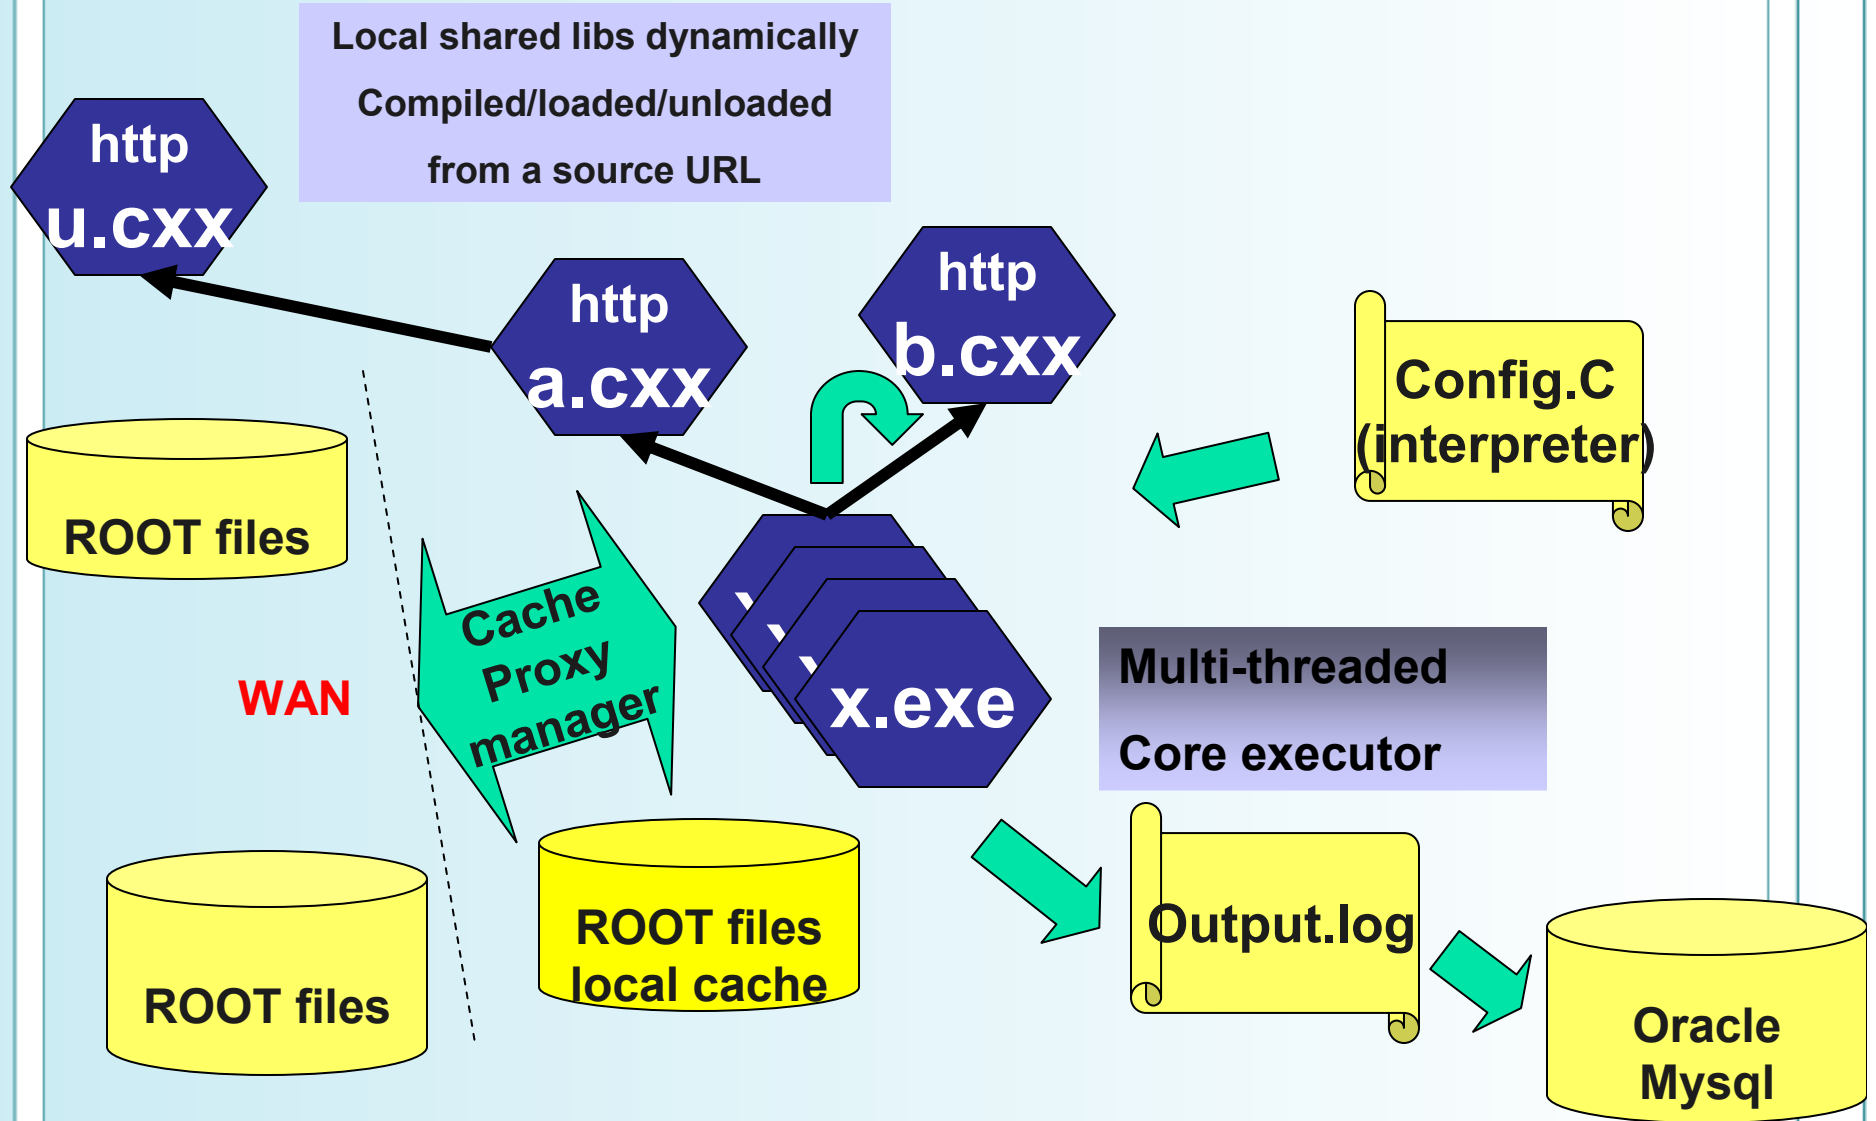 Local shared libs dynamically
Compiled/loaded/unloaded
from a source URL
http
u.cxx
http
a.cxx
http
b.cxx
Config.C
(interpreter)
ROOT files
Cache
Proxy
manager
WAN
x.exe
Multi-threaded
Core executor
ROOT files
local cache
Output.log
ROOT files
Oracle
Mysql